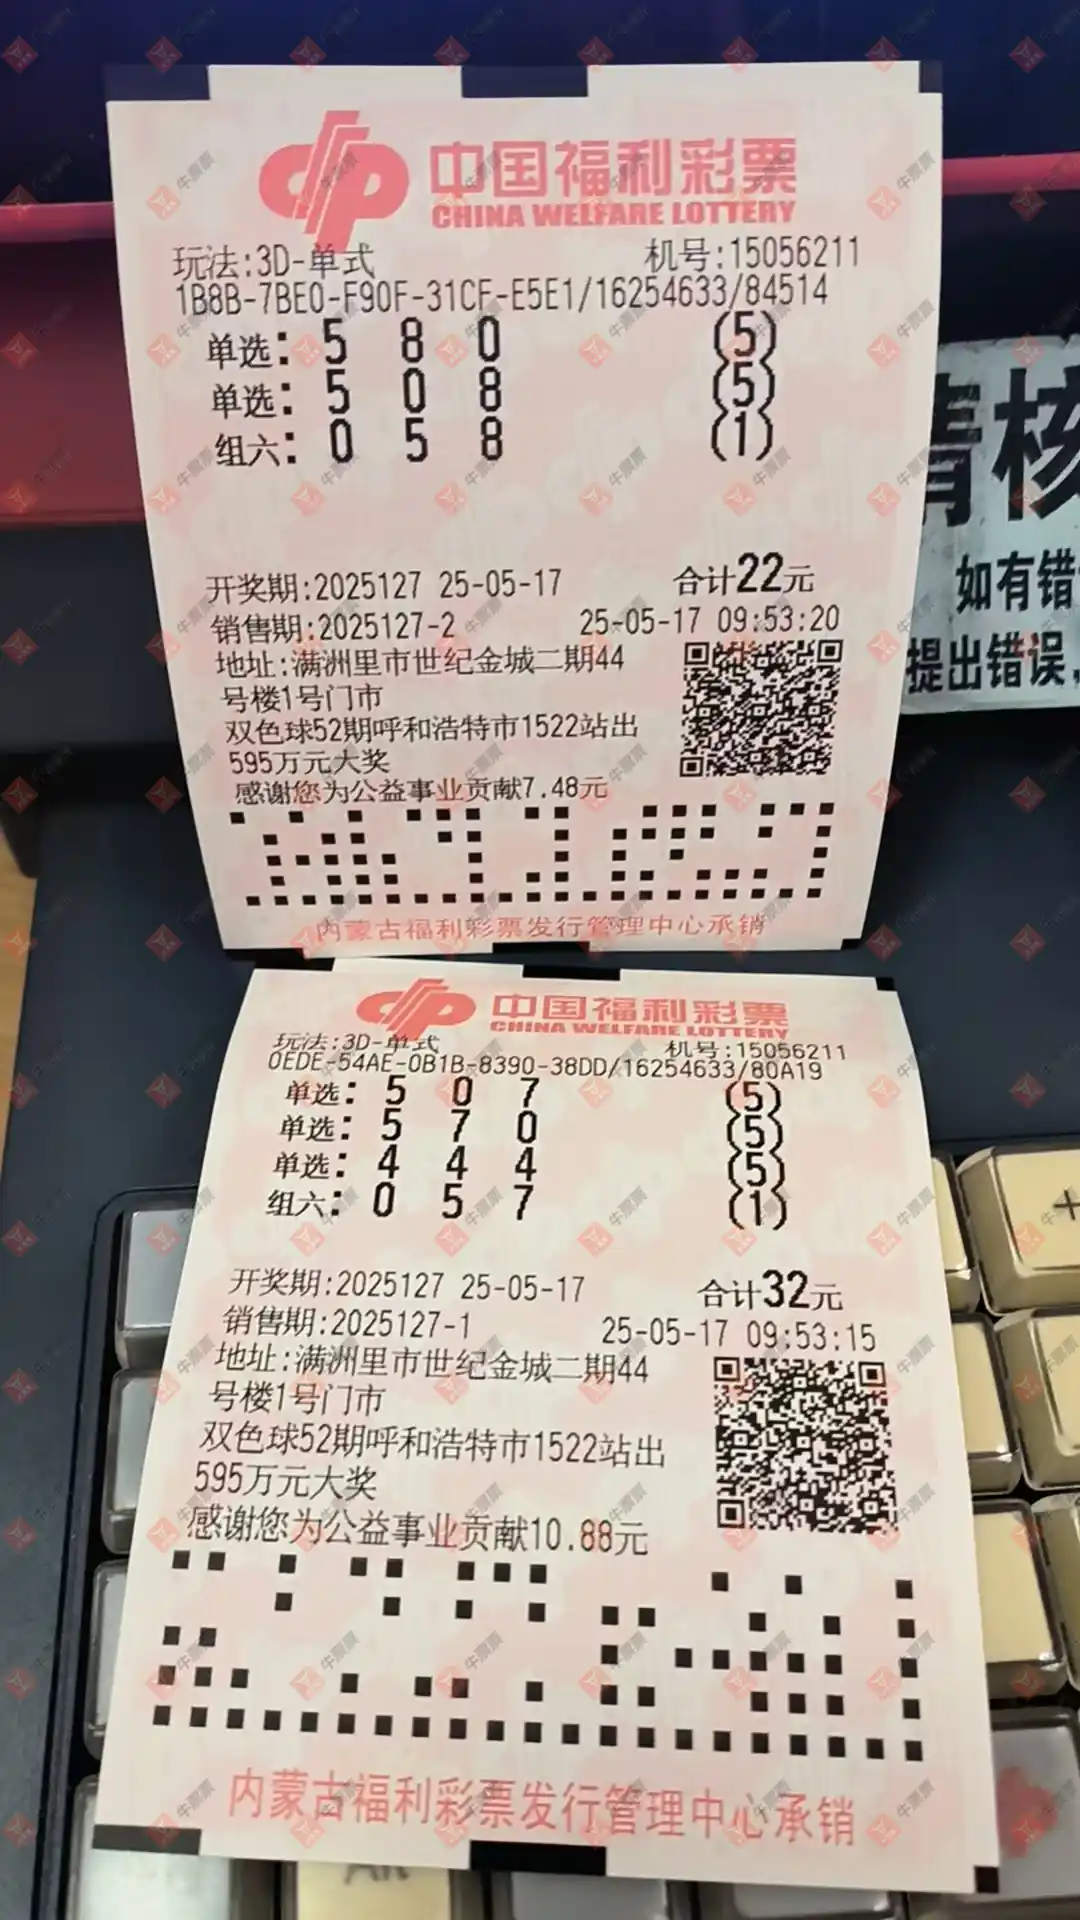 中国福利彩票
CHINA WELFARE LOTTERY
玩法:3D-单式 机号:15056211
1B8B-7BE0-F90F-31CF-E5E1/16254633/84514
单选: 5 8 0 (5)
单选: 5 0 8 (5)
组六: 0 5 8 (1)
开奖期:2025127 25-05-17 合计22元
销售期:2025127-2 25-05-17 09:53:20
地址:满洲里市世纪金城二期44
号楼1号门市
双色球52期呼和浩特市1522站出
595万元大奖
感谢您为公益事业贡献7.48元
内蒙古福利彩票发行管理中心承销
中国福利彩票
CHINA WELFARE LOTTERY
玩法:3D-单式 机号:15056211
0EDE-54AE-0B1B-8390-38DD/16254633/80A19
单选: 5 0 7 (5)
单选: 5 7 0 (5)
单选: 4 4 4 (5)
组六: 0 5 7 (1)
开奖期:2025127 25-05-17 合计32元
销售期:2025127-1 25-05-17 09:53:15
地址:满洲里市世纪金城二期44
号楼1号门市
双色球52期呼和浩特市1522站出
595万元大奖
感谢您为公益事业贡献10.88元
内蒙古福利彩票发行管理中心承销
核
如有错
提出错误,
+
牛票票